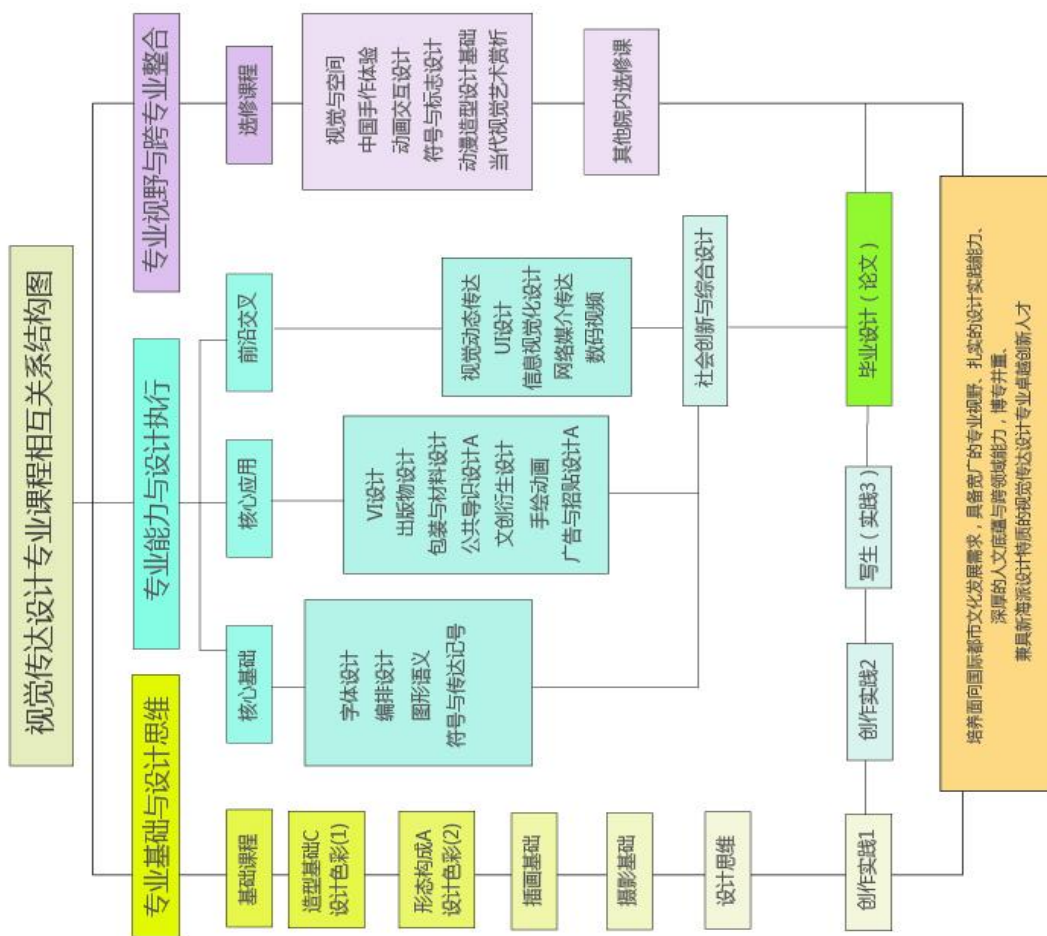 视觉传达设计专业课程相互关系结构图
专业基础与设计思维
专业能力与设计执行
专业视野与跨专业整合
基础课程
造型基础C
设计色彩(1)
形态构成A
设计色彩(2)
插画基础
摄影基础
设计思维
创作实践1
核心基础
字体设计
编排设计
图形语义
符号与传达记号
核心应用
VI设计
出版物设计
包装与材料设计
公共导识设计A
文创衍生设计
手绘动画
广告与招贴设计A
前沿交叉
视觉动态传达
UI设计
信息视觉化设计
网络媒介传达
数码视频
社会创新与综合设计
选修课程
视觉与空间
中国手作体验
动画交互设计
符号与标志设计
动漫造型设计基础
当代视觉艺术赏析
其他院内选修课
创作实践2
写生（实践3）
毕业设计（论文）
培养面向国际都市文化发展需求，具备宽广的专业视野、扎实的设计实践能力、
深厚的人文底蕴与跨领域能力，博专并重、
兼具新海派设计特质的视觉传达设计专业卓越创新人才